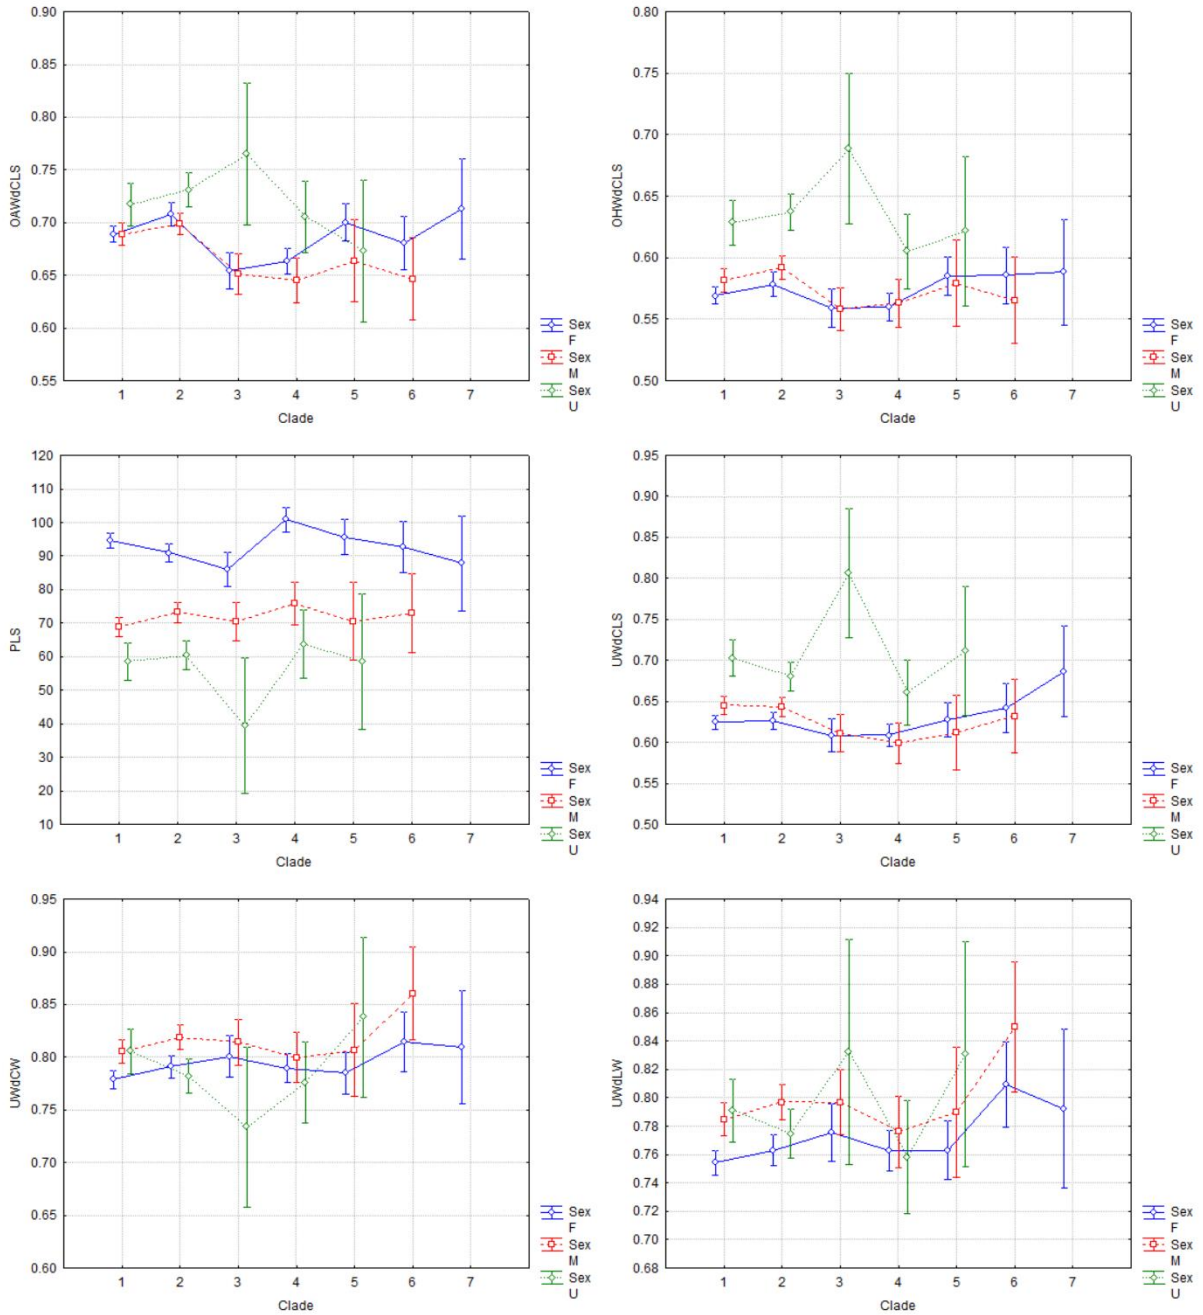 0.90
0.85
0.80
0.75
0.70
0.65
0.60
0.55
OAWdCLS
1 2 3 4 5 6 7
Clade
Sex
F
Sex
M
Sex
U
0.80
0.75
0.70
0.65
0.60
0.55
0.50
OHWdCLS
1 2 3 4 5 6 7
Clade
Sex
F
Sex
M
Sex
U
120
110
100
90
80
70
60
50
40
30
20
10
PLS
1 2 3 4 5 6 7
Clade
Sex
F
Sex
M
Sex
U
0.95
0.90
0.85
0.80
0.75
0.70
0.65
0.60
0.55
0.50
UWdCLS
1 2 3 4 5 6 7
Clade
Sex
F
Sex
M
Sex
U
0.95
0.90
0.85
0.80
0.75
0.70
0.65
0.60
UWdCW
1 2 3 4 5 6 7
Clade
Sex
F
Sex
M
Sex
U
0.94
0.92
0.90
0.88
0.86
0.84
0.82
0.80
0.78
0.76
0.74
0.72
0.70
0.68
UWdLW
1 2 3 4 5 6 7
Clade
Sex
F
Sex
M
Sex
U